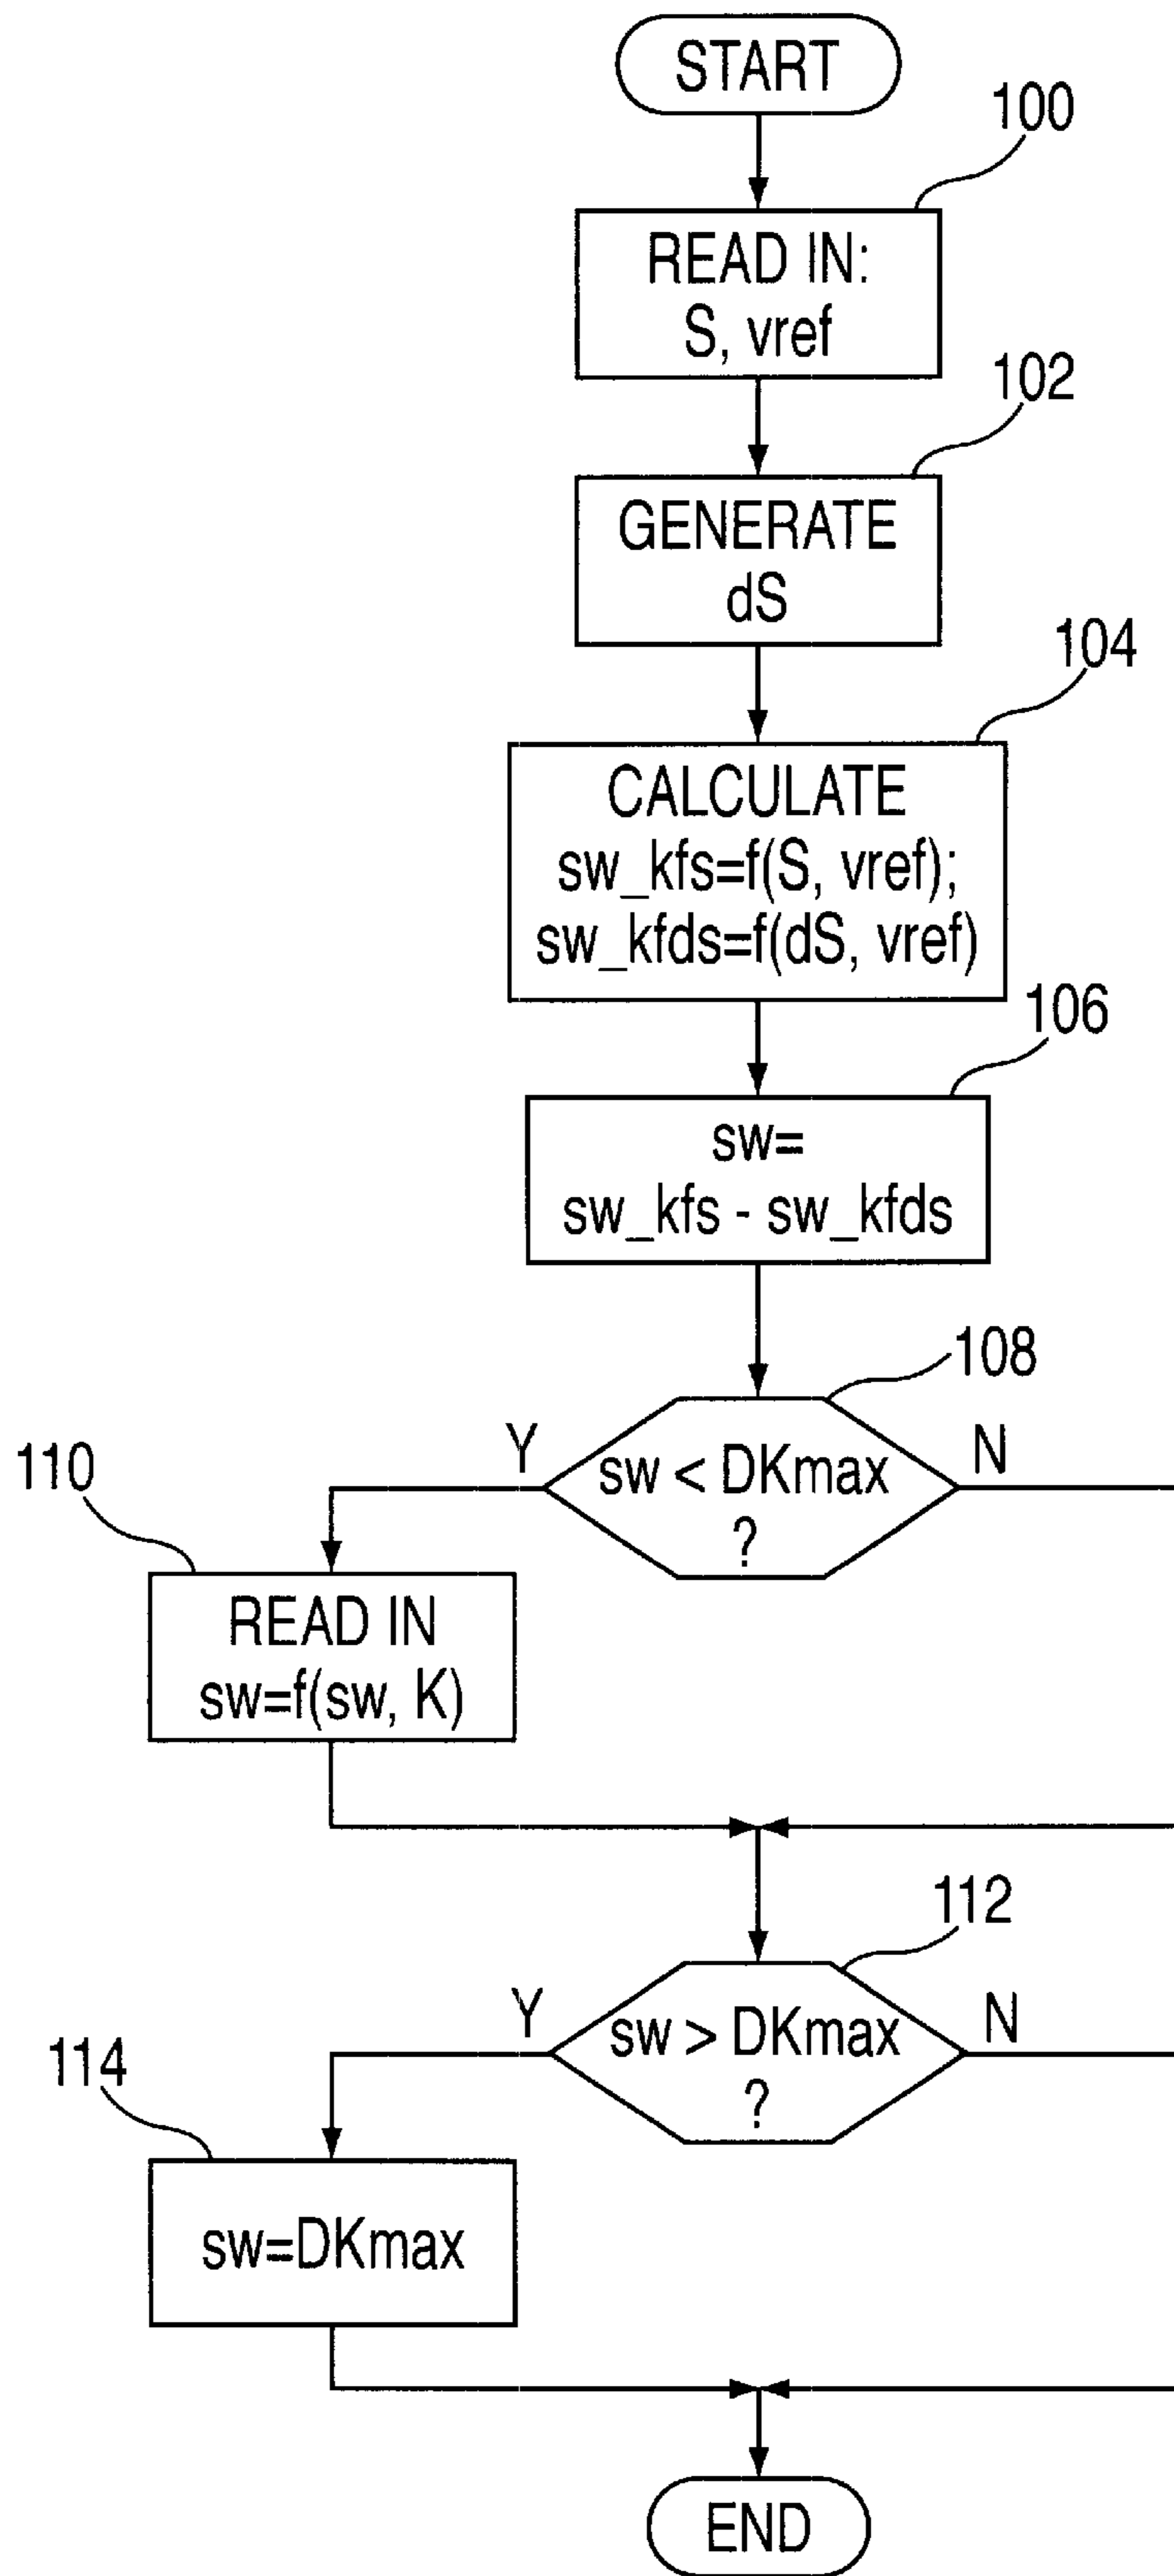 START
100
READ IN:
S, vref
102
GENERATE
dS
104
CALCULATE
sw_kfs=f(S, vref);
sw_kfds=f(dS, vref)
106
sw=
sw_kfs - sw_kfds
108
Y
sw < DKmax
?
N
110
READ IN
sw=f(sw, K)
112
Y
sw > DKmax
?
N
114
sw=DKmax
END